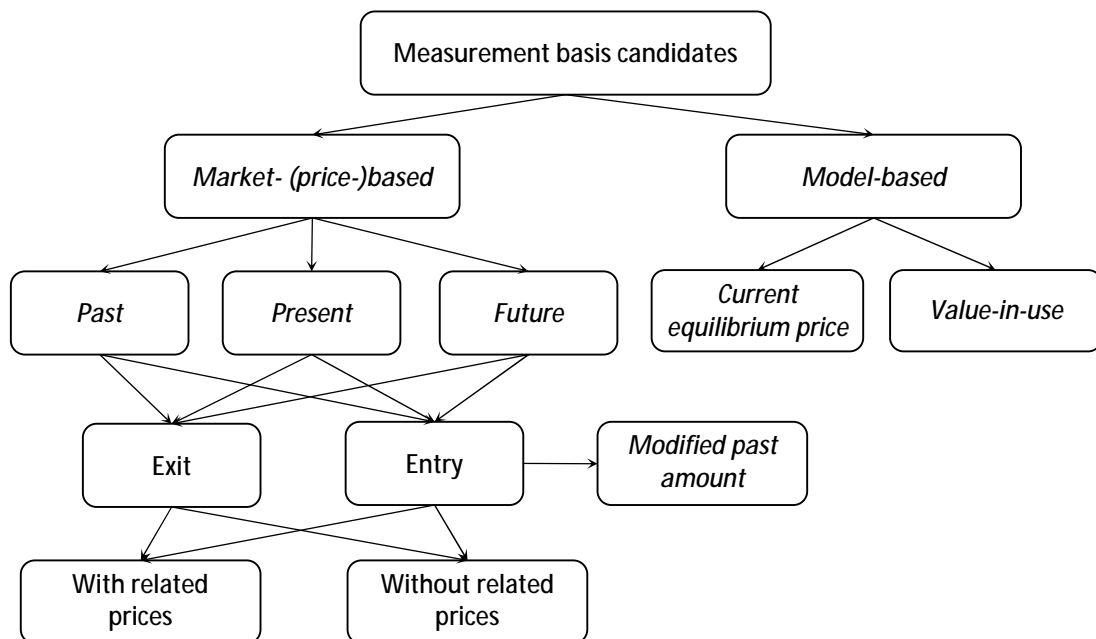 Measurement basis candidates
Market- (price-)based
Model-based
Past
Present
Future
Current
equilibrium price
Value-in-use
Exit
Entry
Modified past
amount
With related
prices
Without related
prices